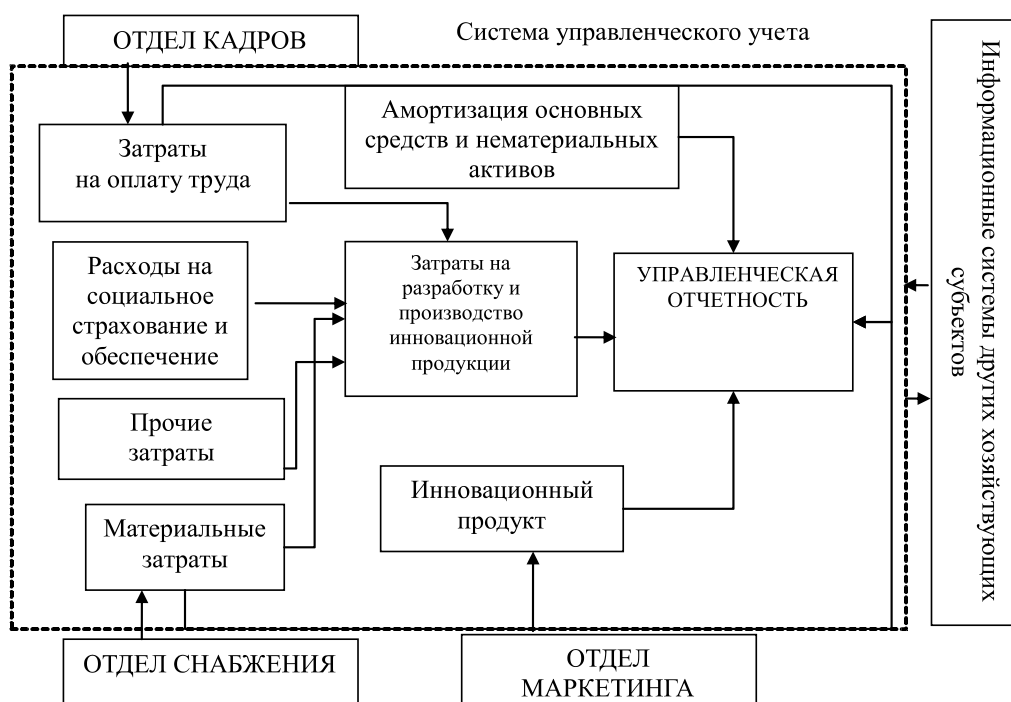 ОТДЕЛ КАДРОВ
Система управленческого учета
Амортизация основных
средств и нематериальных
активов
Затраты
на оплату труда
Расходы на
социальное
страхование и
обеспечение
Затраты на
разработку и
производство
инновационной
продукции
УПРАВЛЕНЧЕСКАЯ
ОТЧЕТНОСТЬ
Прочие
затраты
Инновационный
продукт
Материальные
затраты
ОТДЕЛ СНАБЖЕНИЯ
ОТДЕЛ
МАРКЕТИНГА
Информационные системы других хозяйствующих
субъектов